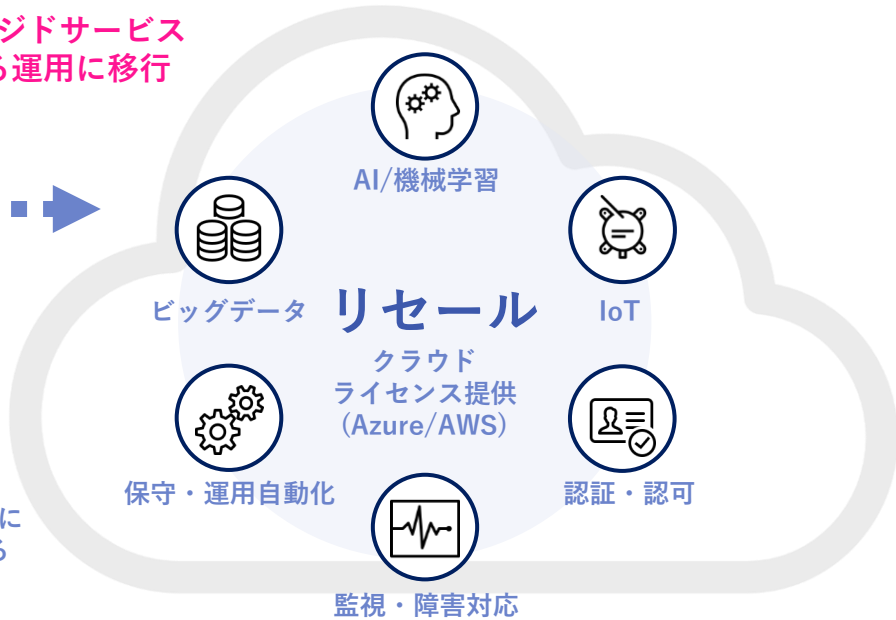 ジドサービス
る運用に移行
AI/機械学習
ビッグデータ
リセール
IoT
クラウド
ライセンス提供
(Azure/AWS)
保守・運用自動化
認証・認可
に
る
監視・障害対応